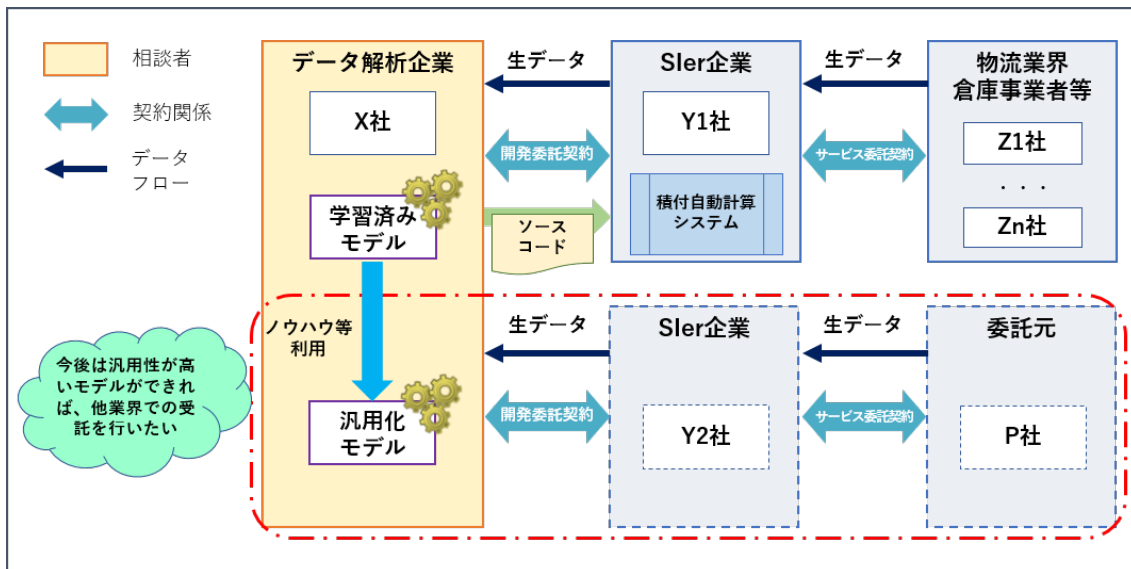 相談者
契約関係
データ
フロー
データ解析企業
X社
学習済み
モデル
ノウハウ等
利用
汎用化
モデル
生データ
開発委託契約
ソース
コード
SIer企業
Y1社
積付自動計算
システム
生データ
サービス委託契約
物流業界
倉庫事業者等
Z1社
・・・
Zn社
今後は汎用性が高
いモデルができれ
ば、他業界での受
託を行いたい
生データ
開発委託契約
SIer企業
Y2社
生データ
サービス委託契約
委託元
P社